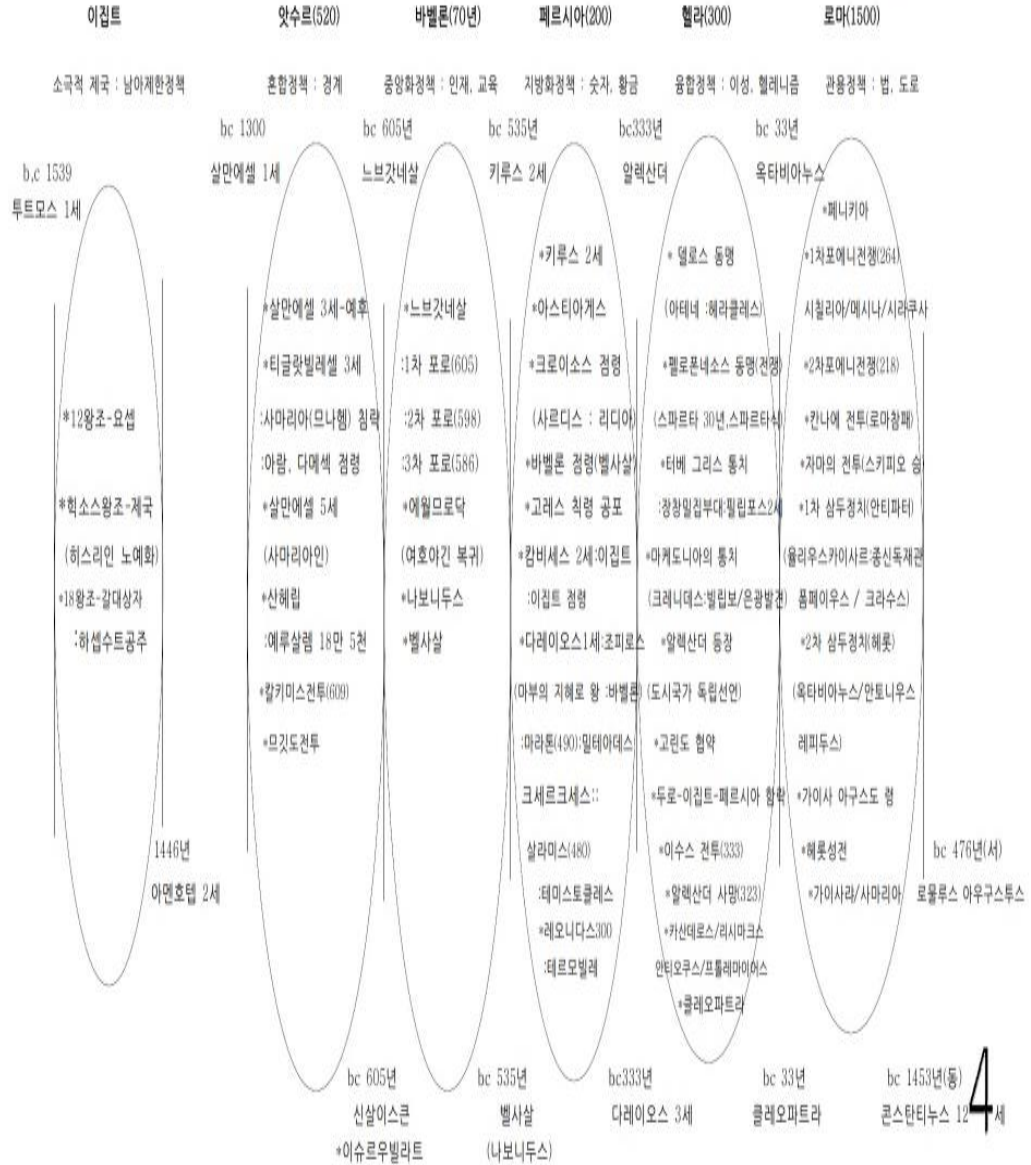 이집트
소극적 제국 : 남아제한정책
b.c 1539
투트모스 1세
*12왕조-요셉
*힉소스왕조-제국
(히스리인 노예화)
*18왕조-갈대상자
:하셉수트공주
1446년
아멘호텝 2세
앗수르(520)
혼합정책 : 경계
bc 1300
살만에셀 1세
*살만에셀 3세-예후
*티글랏빌레셀 3세
:사마리아(므나헴) 침략
:아람, 다메섹 점령
*살만에셀 5세
(사마리아인)
*산헤립
:예루살렘 18만 5천
*칼키미스전투(609)
*므깃도전투
bc 605년
신살이스쿤
*이슈르우빌라트
바벨론(70년)
중앙화정책 : 인재, 교육
bc 605년
느브갓네살
*느브갓네살
:1차 포로(605)
:2차 포로(598)
:3차 포로(586)
*에윌므로닥
(여호야긴 복귀)
*나보니두스
*벨사살
bc 535년
벨사살
(나보니두스)
페르시아(200)
지방화정책 : 숫자, 황금
bc 535년
키루스 2세
*키루스 2세
*아스티아게스
*크로이소스 점령
(사르디스 : 리디아)
*바벨론 점령(벨사살)
*고레스 칙령 공포
*캄비세스 2세:이집트
:이집트 점령
*다레이오스1세:조피로스
(마부의 지혜로 왕 :바벨론)
:마라톤(490):밀테아데스
크세르크세스::
살라미스(480)
:테미스토클레스
*레오니다스300
:테르모빌레
bc333년
다레이오스 3세
헬라(300)
융합정책 : 이성, 헬레니즘
bc333년
알렉산더
* 델로스 동맹
(아테네 :헤라클레스)
*펠로폰네소스 동맹(전쟁)
(스파르타 30년,스파르타식)
*터베 그리스 통치
:장창밀집부대:필립포스2세
*마케도니아의 통치
(크레니데스:빌립보/은광발견)
*알렉산더 등장
(도시국가 독립선언)
*고린도 협약
*두로-이집트-페르시아 함락
*이수스 전투(333)
*알렉산더 사망(323)
*카산데로스/리시마크스
안티오쿠스/프톨레마이어스
*클레오파트라
bc 33년
클레오파트라
로마(1500)
관용정책 : 법, 도로
bc 33년
옥타비아누스
*페니키아
*1차포에니전쟁(264)
시칠리아/메시나/시라쿠사
*2차포에니전쟁(218)
*칸나에 전투(로마참패)
*자마의 전투(스키피오 승)
*1차 삼두정치(안티파터)
(율리우스카이사르:종신독재관
폼페이우스 / 크라수스)
*2차 삼두정치(헤롯)
(옥타비아누스/안토니우스
레피두스)
*가이사 아구스도 령
*헤롯성전
*가이사랴/사마리아
bc 476년(서)
로물루스 아우구스투스
bc 1453년(동)
콘스탄티누스 12세
4